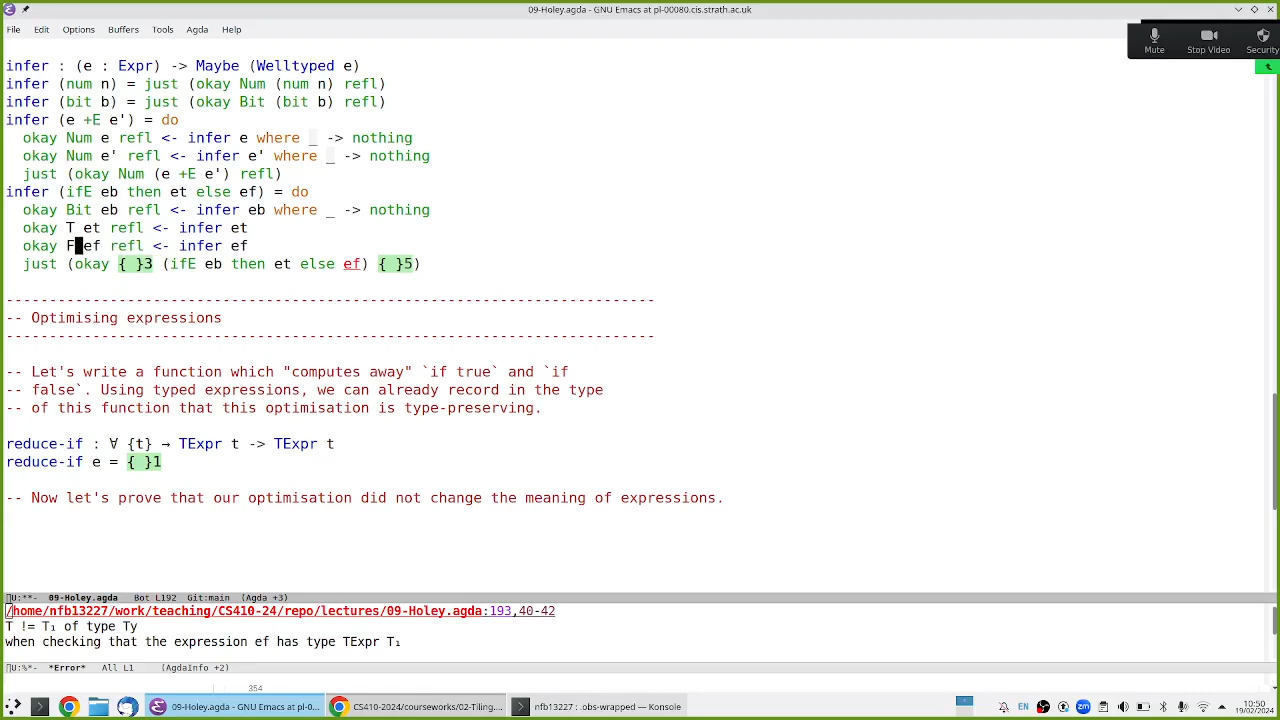 09-Holey.agda - GNU Emacs at pl-00080.cis.strath.ac.uk
File Edit Options Buffers Tools Agda Help
Mute Stop Video Security
infer : (e : Expr) -> Maybe (Welltyped e)
infer (num n) = just (okay Num (num n) refl)
infer (bit b) = just (okay Bit (bit b) refl)
infer (e +E e') = do
  okay Num e refl <- infer e where _ -> nothing
  okay Num e' refl <- infer e' where _ -> nothing
  just (okay Num (e +E e') refl)
infer (ifE eb then et else ef) = do
  okay Bit eb refl <- infer eb where _ -> nothing
  okay T et refl <- infer et
  okay F ef refl <- infer ef
  just (okay { }3 (ifE eb then et else ef) { }5)
----------------------------------------------------------------------------
-- Optimising expressions
----------------------------------------------------------------------------
-- Let's write a function which "computes away" `if true` and `if
-- false`. Using typed expressions, we can already record in the type
-- of this function that this optimisation is type-preserving.
reduce-if : ∀ {t} → TExpr t -> TExpr t
reduce-if e = { }1
-- Now let's prove that our optimisation did not change the meaning of expressions.
U:**- 09-Holey.agda Bot L192 Git:main (Agda +3)
/home/nfb13227/work/teaching/CS410-24/repo/lectures/09-Holey.agda:193,40-42
T != T₁ of type Ty
when checking that the expression ef has type TExpr T₁
U:%*- *Error* All L1 (AgdaInfo +2)
354
09-Holey.agda - GNU Emacs at pl-000... CS410-2324/courseworks/02-Tiling... nfb13227 : .obs-wrapped — Konsole EN 10:50
19/02/2024